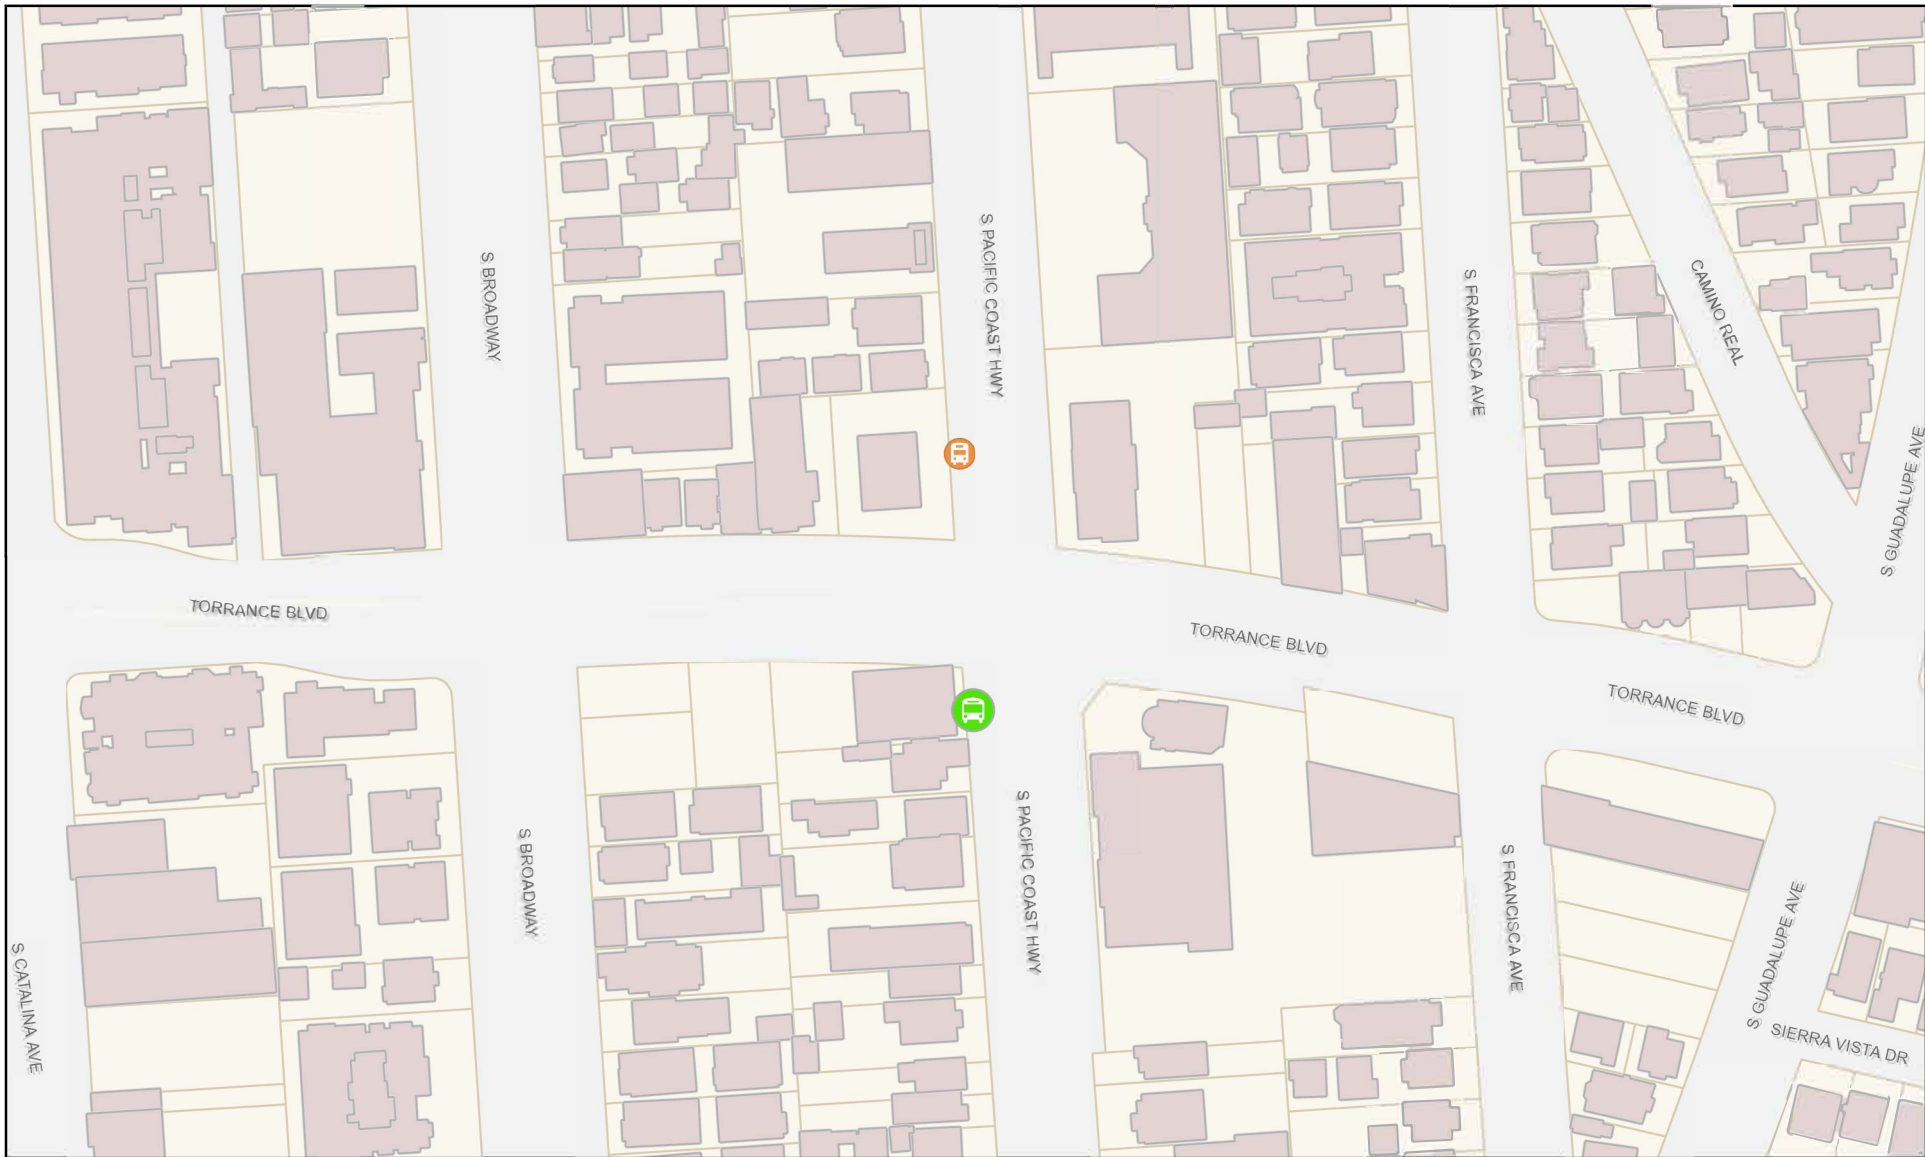 S BROADWAY
S PACIFIC COAST HWY
S FRANCISCA AVE
CAMINO REAL
S GUADALUPE AVE
TORRANCE BLVD
TORRANCE BLVD
TORRANCE BLVD
S BROADWAY
S PACIFIC COAST HWY
S FRANCISCA AVE
S GUADALUPE AVE
S CATALINA AVE
SIERRA VISTA DR